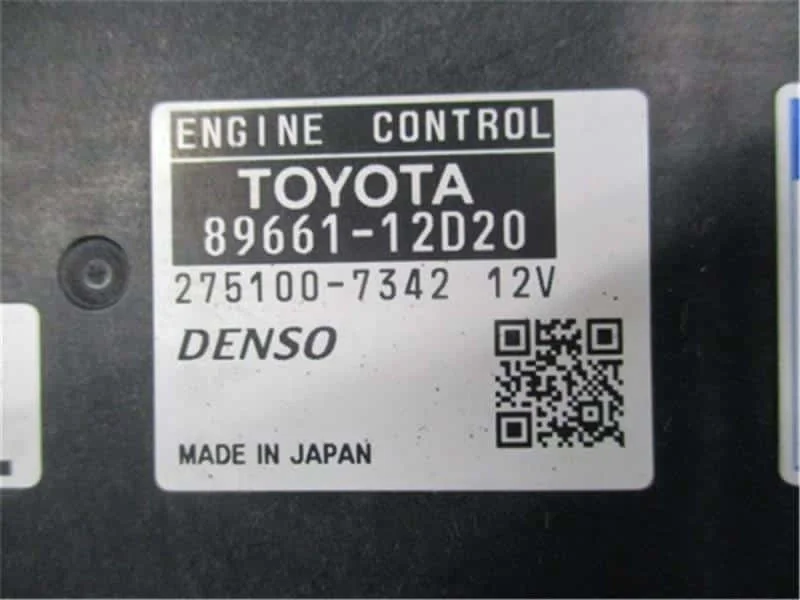 ENGINE CONTROL
TOYOTA
89661-12D20
275100-7342 12V
DENSO
MADE IN JAPAN